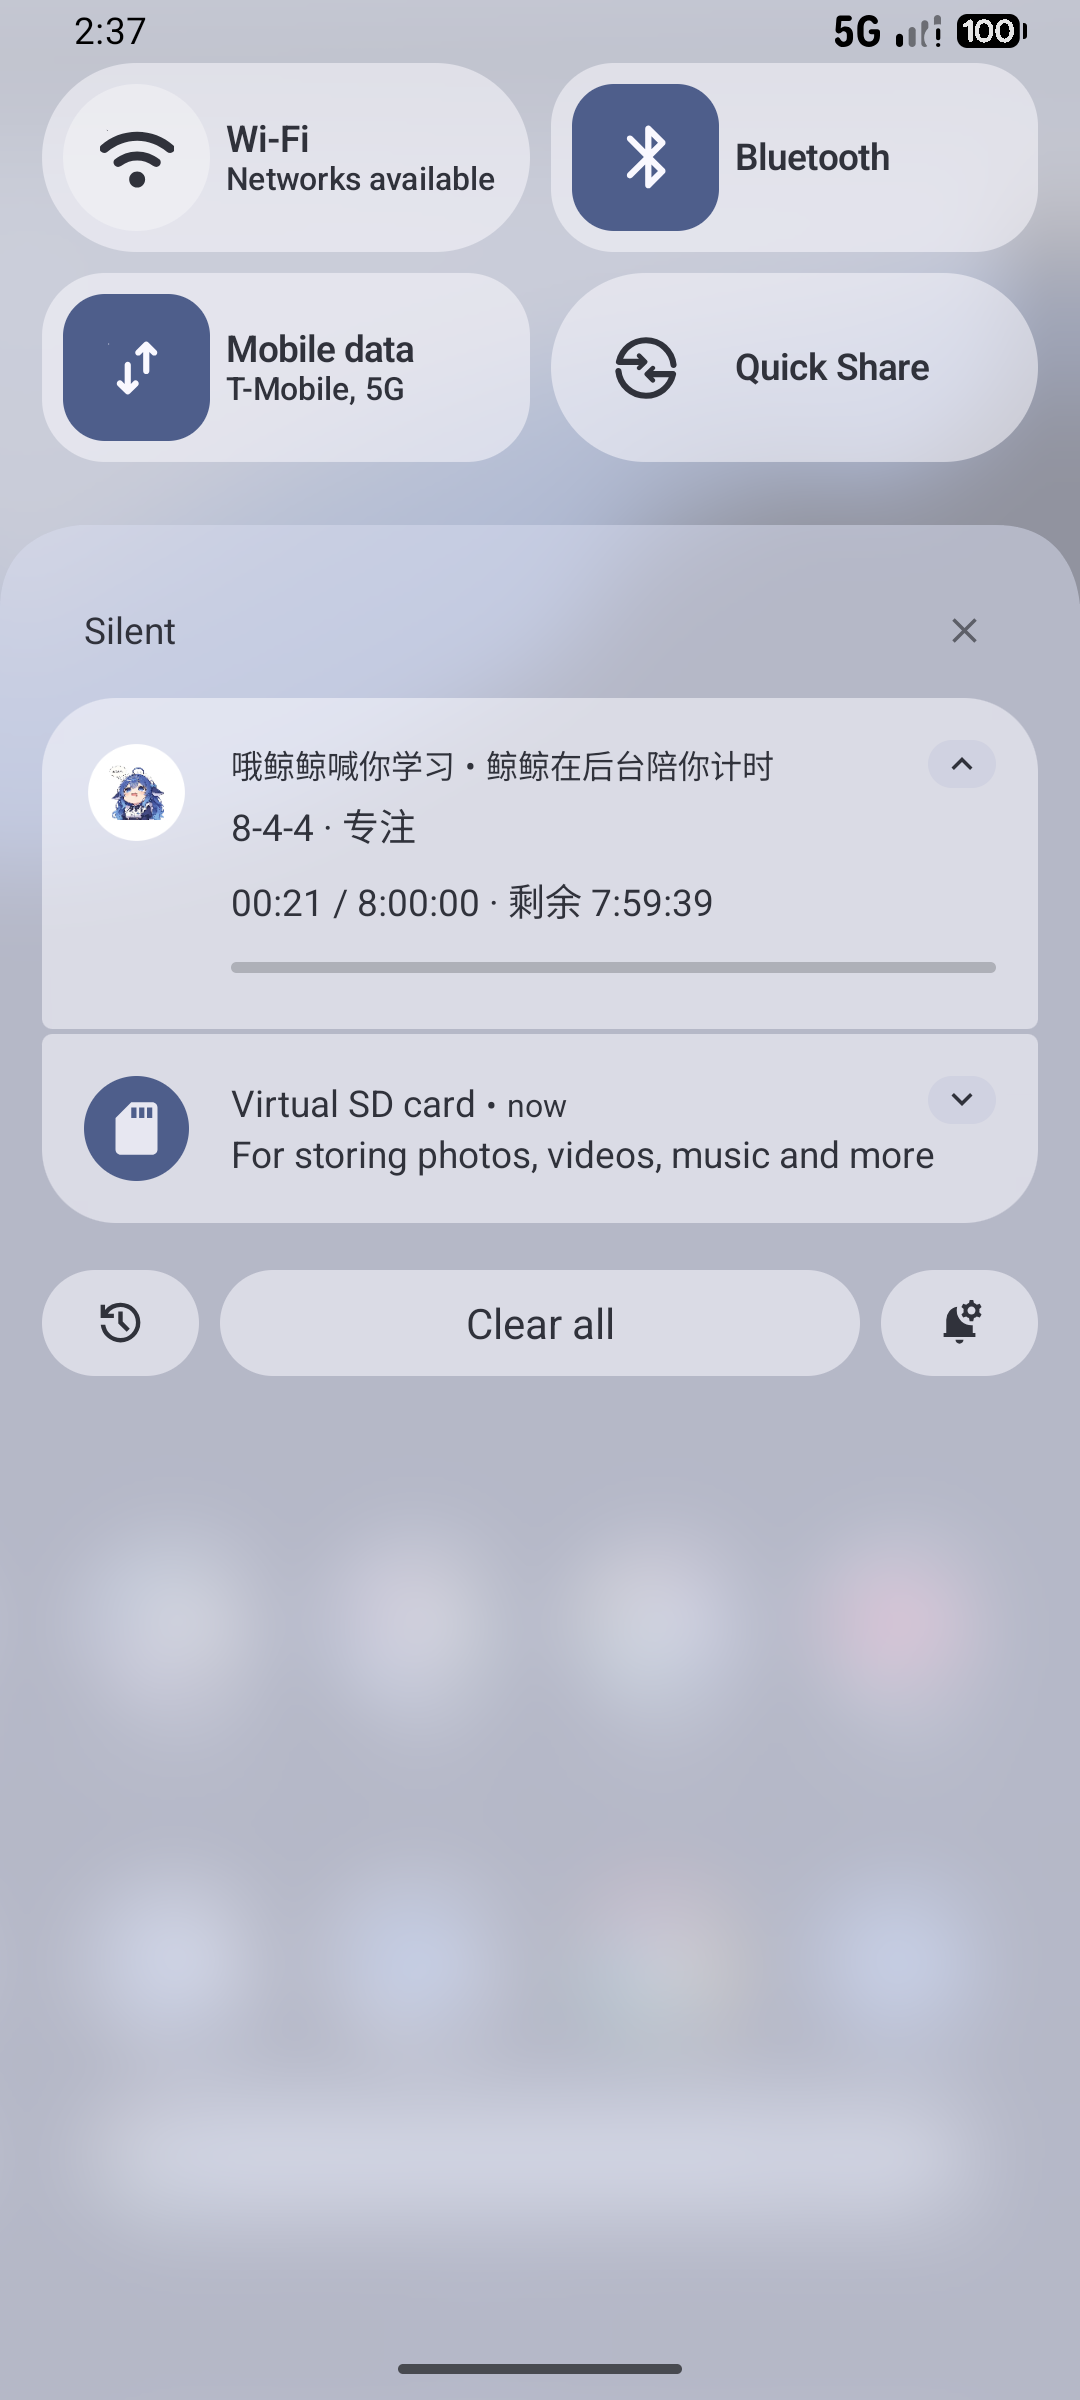 2:37
5G
100
Wi-Fi
Networks available
Bluetooth
Mobile data
T-Mobile, 5G
Quick Share
Silent
哦鲸鲸喊你学习 • 鲸鲸在后台陪你计时
8-4-4 · 专注
00:21 / 8:00:00 · 剩余 7:59:39
Virtual SD card • now
For storing photos, videos, music and more
Clear all